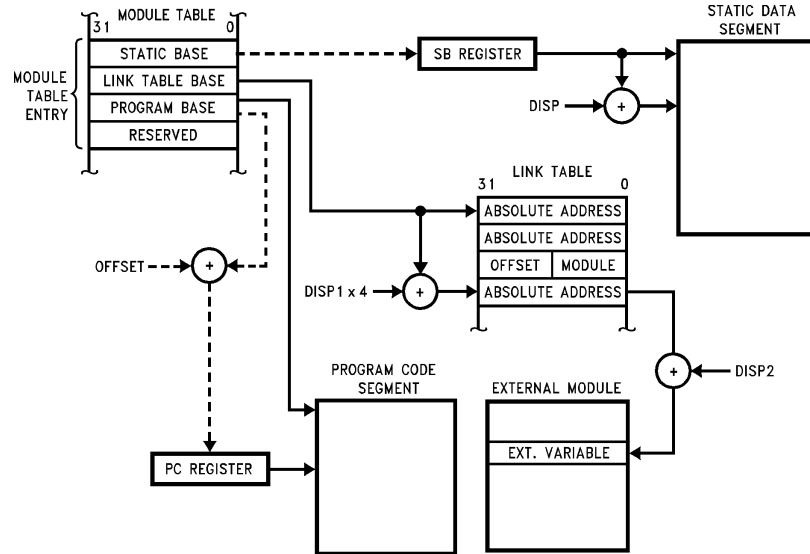 MODULE TABLE
31 0
STATIC BASE
LINK TABLE BASE
PROGRAM BASE
RESERVED
MODULE
TABLE
ENTRY
SB REGISTER
STATIC DATA
SEGMENT
DISP
+
LINK TABLE
31 0
ABSOLUTE ADDRESS
ABSOLUTE ADDRESS
OFFSET MODULE
ABSOLUTE ADDRESS
OFFSET
+
DISP1 x 4
+
+
DISP2
PROGRAM CODE
SEGMENT
EXTERNAL MODULE
EXT. VARIABLE
PC REGISTER